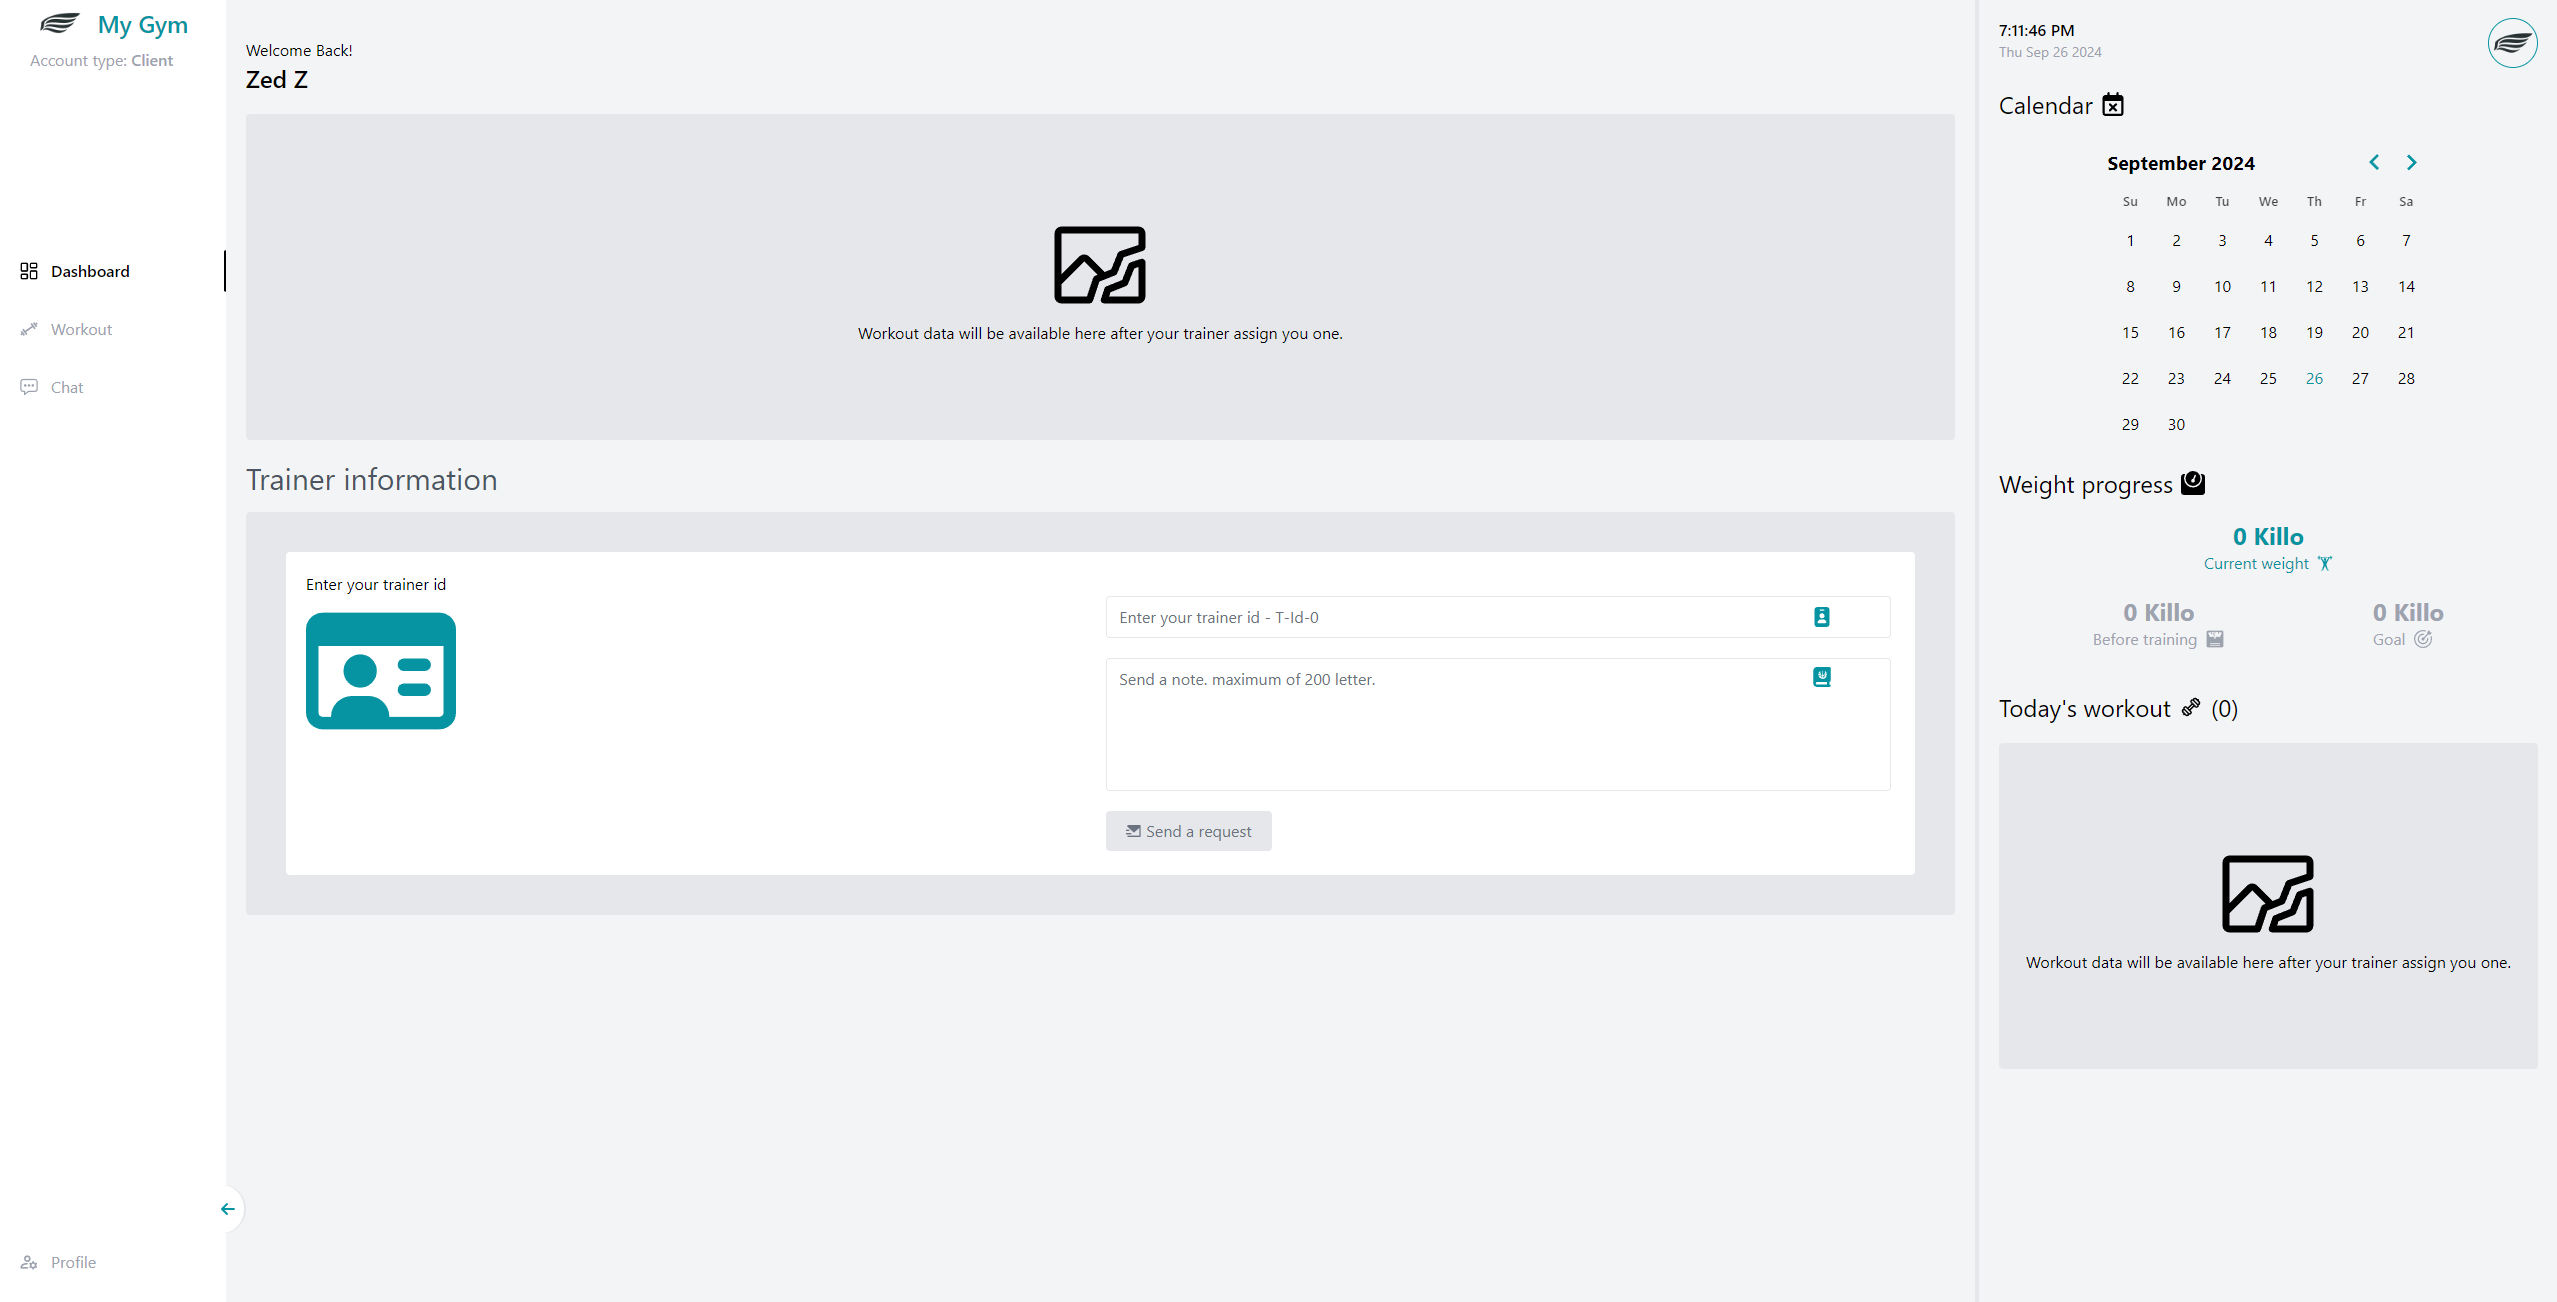 My Gym
Account type: Client
Dashboard
Workout
Chat
Profile
Welcome Back!
Zed Z
Workout data will be available here after your trainer assign you one.
Trainer information
Enter your trainer id
Enter your trainer id - T-Id-0
Send a note. maximum of 200 letter.
Send a request
7:11:46 PM
Thu Sep 26 2024
Calendar
September 2024
Su Mo Tu We Th Fr Sa
1 2 3 4 5 6 7
8 9 10 11 12 13 14
15 16 17 18 19 20 21
22 23 24 25 26 27 28
29 30
Weight progress
0 Killo
Current weight
0 Killo 0 Killo
Before training Goal
Today's workout (0)
Workout data will be available here after your trainer assign you one.